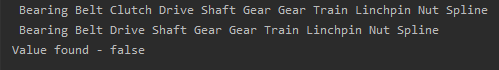 Bearing Belt Clutch Drive Shaft Gear Gear Train Linchpin Nut Spline
Bearing Belt Drive Shaft Gear Gear Train Linchpin Nut Spline
Value found - false